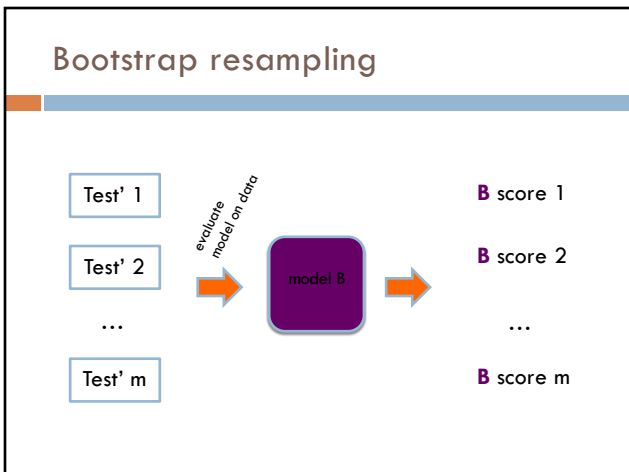 Bootstrap resampling
Test’ 1
Test’ 2
…
Test’ m
evaluate
model on data
model B
B score 1
B score 2
…
B score m